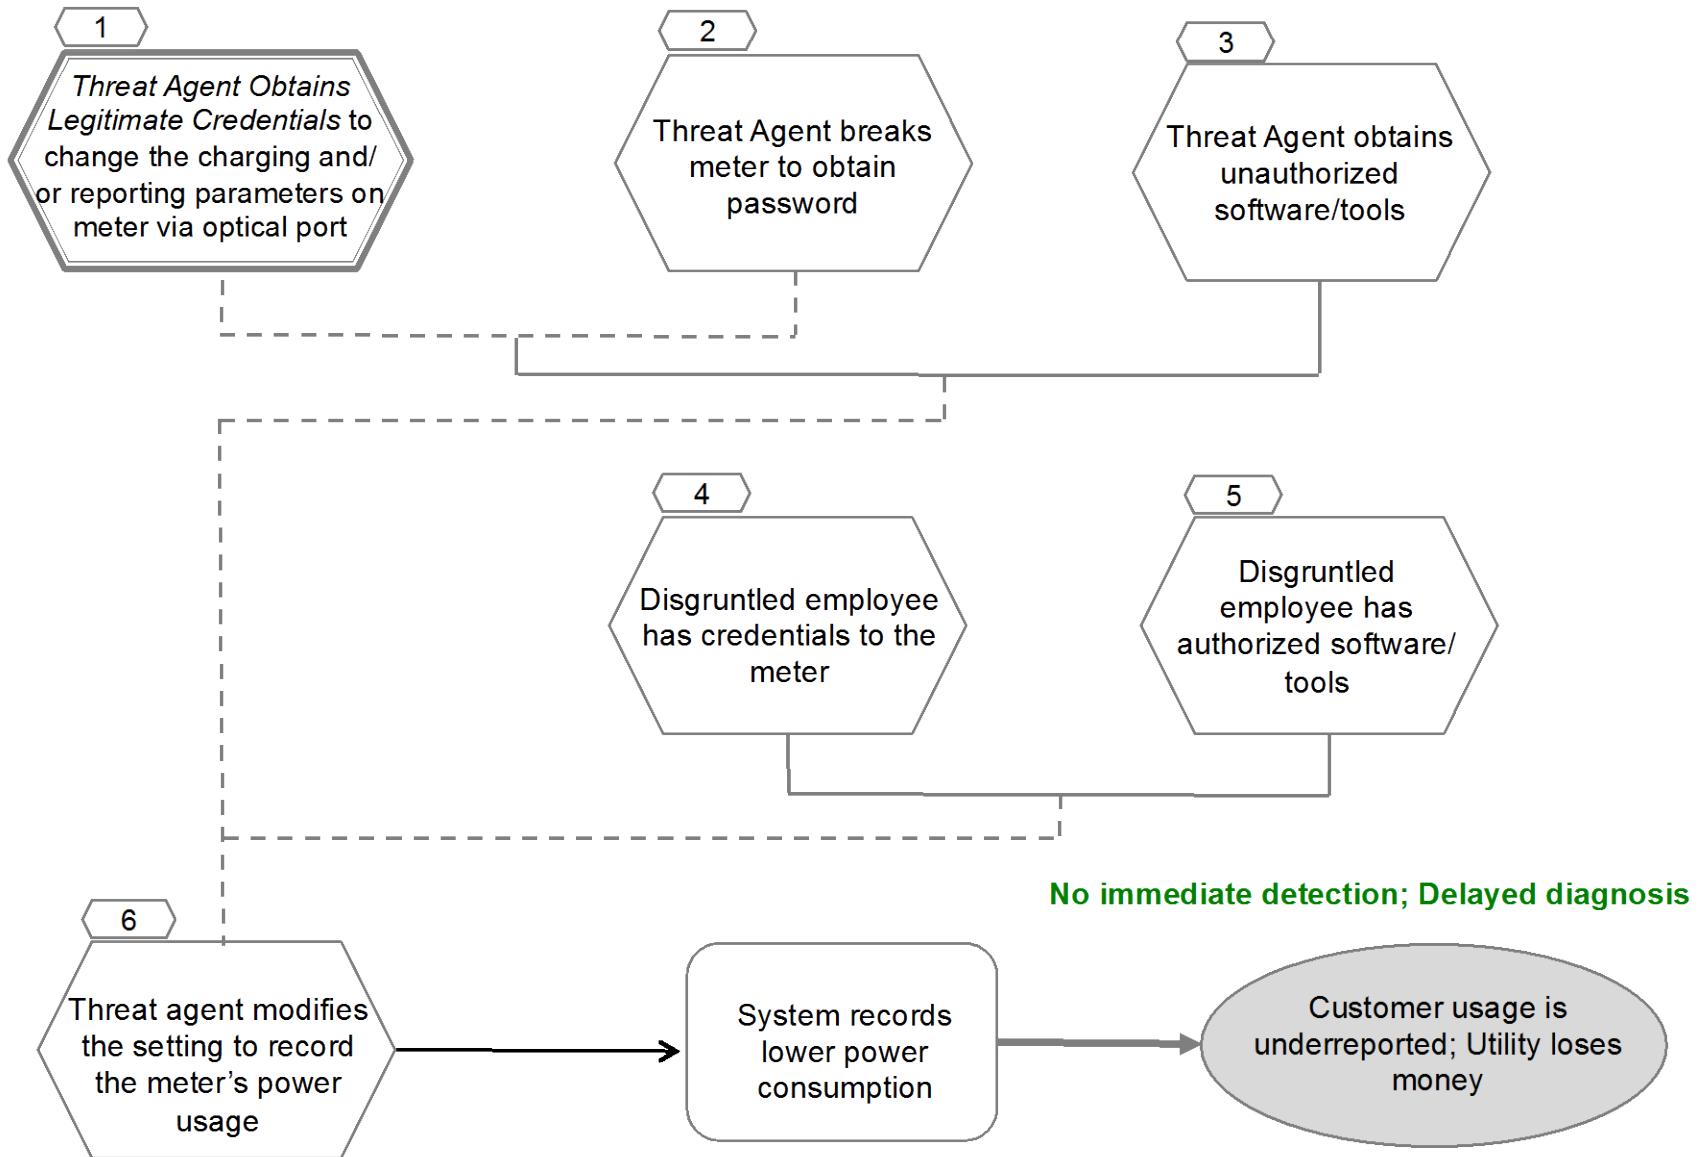 1
Threat Agent Obtains
Legitimate Credentials to
change the charging and/
or reporting parameters on
meter via optical port
2
Threat Agent breaks
meter to obtain
password
3
Threat Agent obtains
unauthorized
software/tools
4
Disgruntled employee
has credentials to the
meter
5
Disgruntled
employee has
authorized software/
tools
No immediate detection; Delayed diagnosis
6
Threat agent modifies
the setting to record
the meter’s power
usage
System records
lower power
consumption
Customer usage is
underreported; Utility loses
money